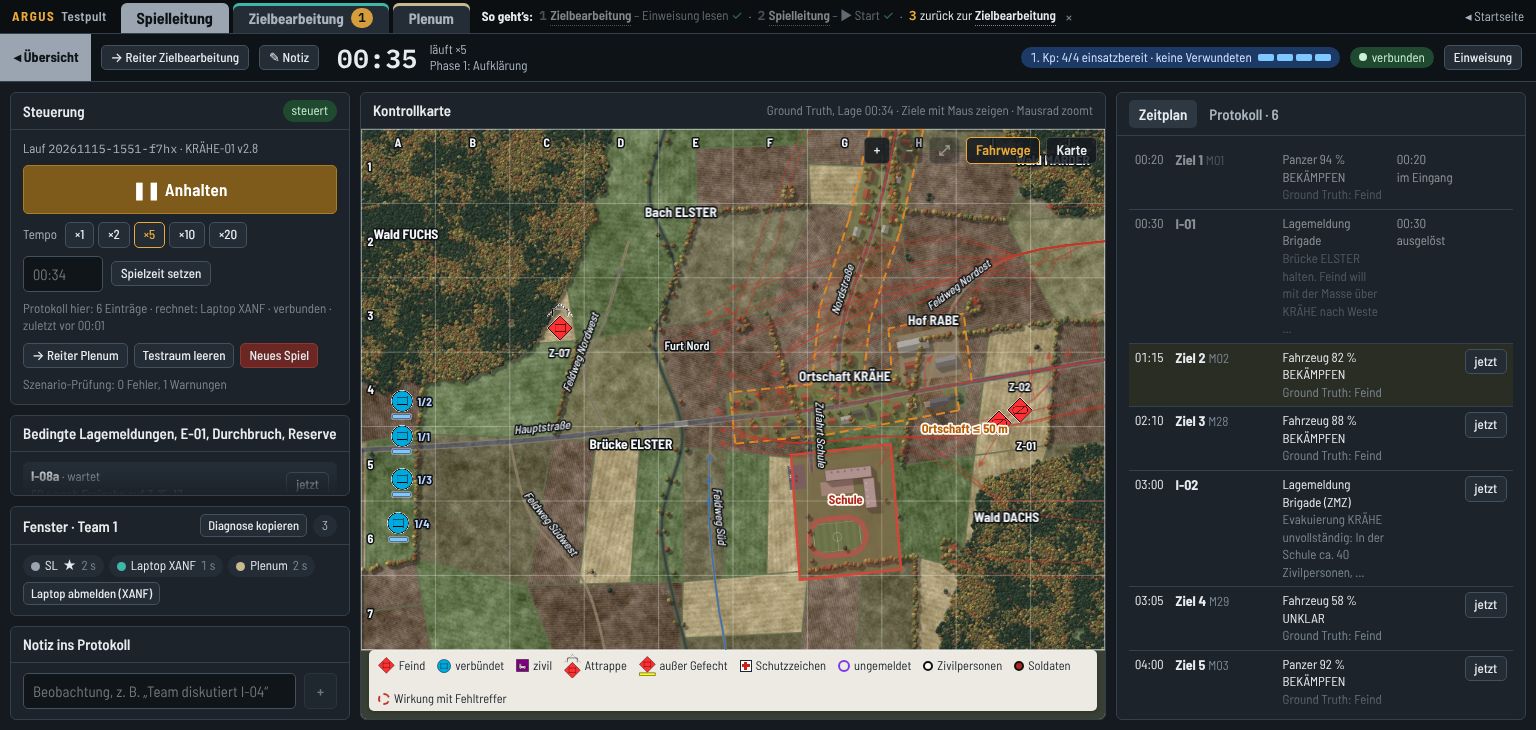 ARGUS Testpult
Spielleitung
Zielbearbeitung 1
Plenum
So geht's: 1 Zielbearbeitung – Einweisung lesen ✓ · 2 Spielleitung – ▶ Start ✓ · 3 zurück zur Zielbearbeitung ×
◂ Startseite
◂ Übersicht
→ Reiter Zielbearbeitung
✎ Notiz
00:35
läuft ×5
Phase 1: Aufklärung
1. Kp: 4/4 einsatzbereit · keine Verwundeten
verbunden
Einweisung
Steuerung
steuert
Lauf 20261115-1551-f7hx · KRÄHE-01 v2.8
❚❚ Anhalten
Tempo ×1 ×2 ×5 ×10 ×20
00:34
Spielzeit setzen
Protokoll hier: 6 Einträge · rechnet: Laptop XANF · verbunden ·
zuletzt vor 00:01
→ Reiter Plenum
Testraum leeren
Neues Spiel
Szenario-Prüfung: 0 Fehler, 1 Warnungen
Bedingte Lagemeldungen, E-01, Durchbruch, Reserve
I-08a · wartet
jetzt
Fenster · Team 1
Diagnose kopieren
3
SL ★ 2 s
Laptop XANF 1 s
Plenum 2 s
Laptop abmelden (XANF)
Notiz ins Protokoll
Beobachtung, z. B. „Team diskutiert I-04"
+
Kontrollkarte
Ground Truth, Lage 00:34 · Ziele mit Maus zeigen · Mausrad zoomt
A B C D E F G H
+
–
⤢
Fahrwege
Karte
Wald MARDER
1
Bach ELSTER
2
Wald FUCHS
Nordstraße
Feldweg Nordost
3
Hof RABE
Z-07
Feldweg Nordwest
Furt Nord
4
Ortschaft KRÄHE
Z-02
1/2
Zufahrt Schule
Ortschaft ≤ 50 m
1/1
Hauptstraße
Brücke ELSTER
Z-01
5
1/3
Schule
Feldweg Südwest
Feldweg Süd
Wald DACHS
1/4
6
7
Feind
verbündet
zivil
Attrappe
außer Gefecht
Schutzzeichen
ungemeldet
Zivilpersonen
Soldaten
Wirkung mit Fehltreffer
Zeitplan
Protokoll · 6
00:20 Ziel 1 M01 Panzer 94 % 00:20
BEKÄMPFEN im Eingang
Ground Truth: Feind
00:30 I-01 Lagemeldung 00:30
Brigade ausgelöst
Brücke ELSTER
halten. Feind will
mit der Masse über
KRÄHE nach Weste
...
01:15 Ziel 2 M02 Fahrzeug 82 % jetzt
BEKÄMPFEN
Ground Truth: Feind
02:10 Ziel 3 M28 Fahrzeug 88 % jetzt
BEKÄMPFEN
Ground Truth: Feind
03:00 I-02 Lagemeldung jetzt
Brigade (ZMZ)
Evakuierung KRÄHE
unvollständig: In der
Schule ca. 40
Zivilpersonen, ...
03:05 Ziel 4 M29 Fahrzeug 58 % jetzt
UNKLAR
Ground Truth: Feind
04:00 Ziel 5 M03 Panzer 92 % jetzt
BEKÄMPFEN
Ground Truth: Feind